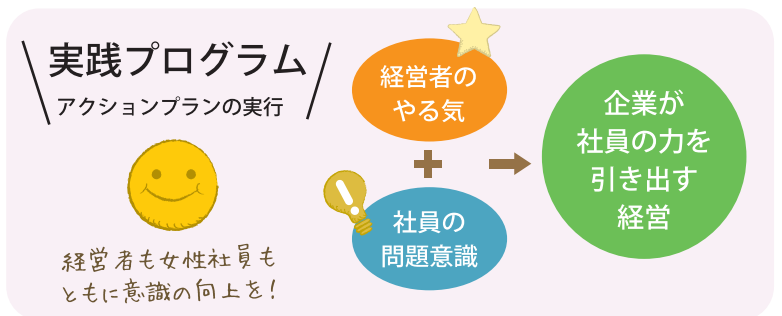 実践プログラム
アクションプランの実行
経営者も女性社員も
ともに意識の向上を!
経営者の
やる気
+
社員の
問題意識
企業が
社員の力を
引き出す
経営